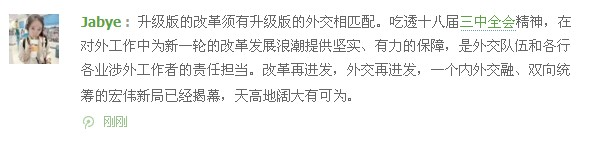 Jabye：升级版的改革须有升级版的外交相匹配。吃透十八届三中全会精神，在
对外工作中为新一轮的改革发展浪潮提供坚实、有力的保障，是外交队伍和各行
各业涉外工作者的责任担当。改革再进发，外交再进发，一个内外交融、双向统
筹的宏伟新局已经揭幕，天高地阔大有可为。
刚刚